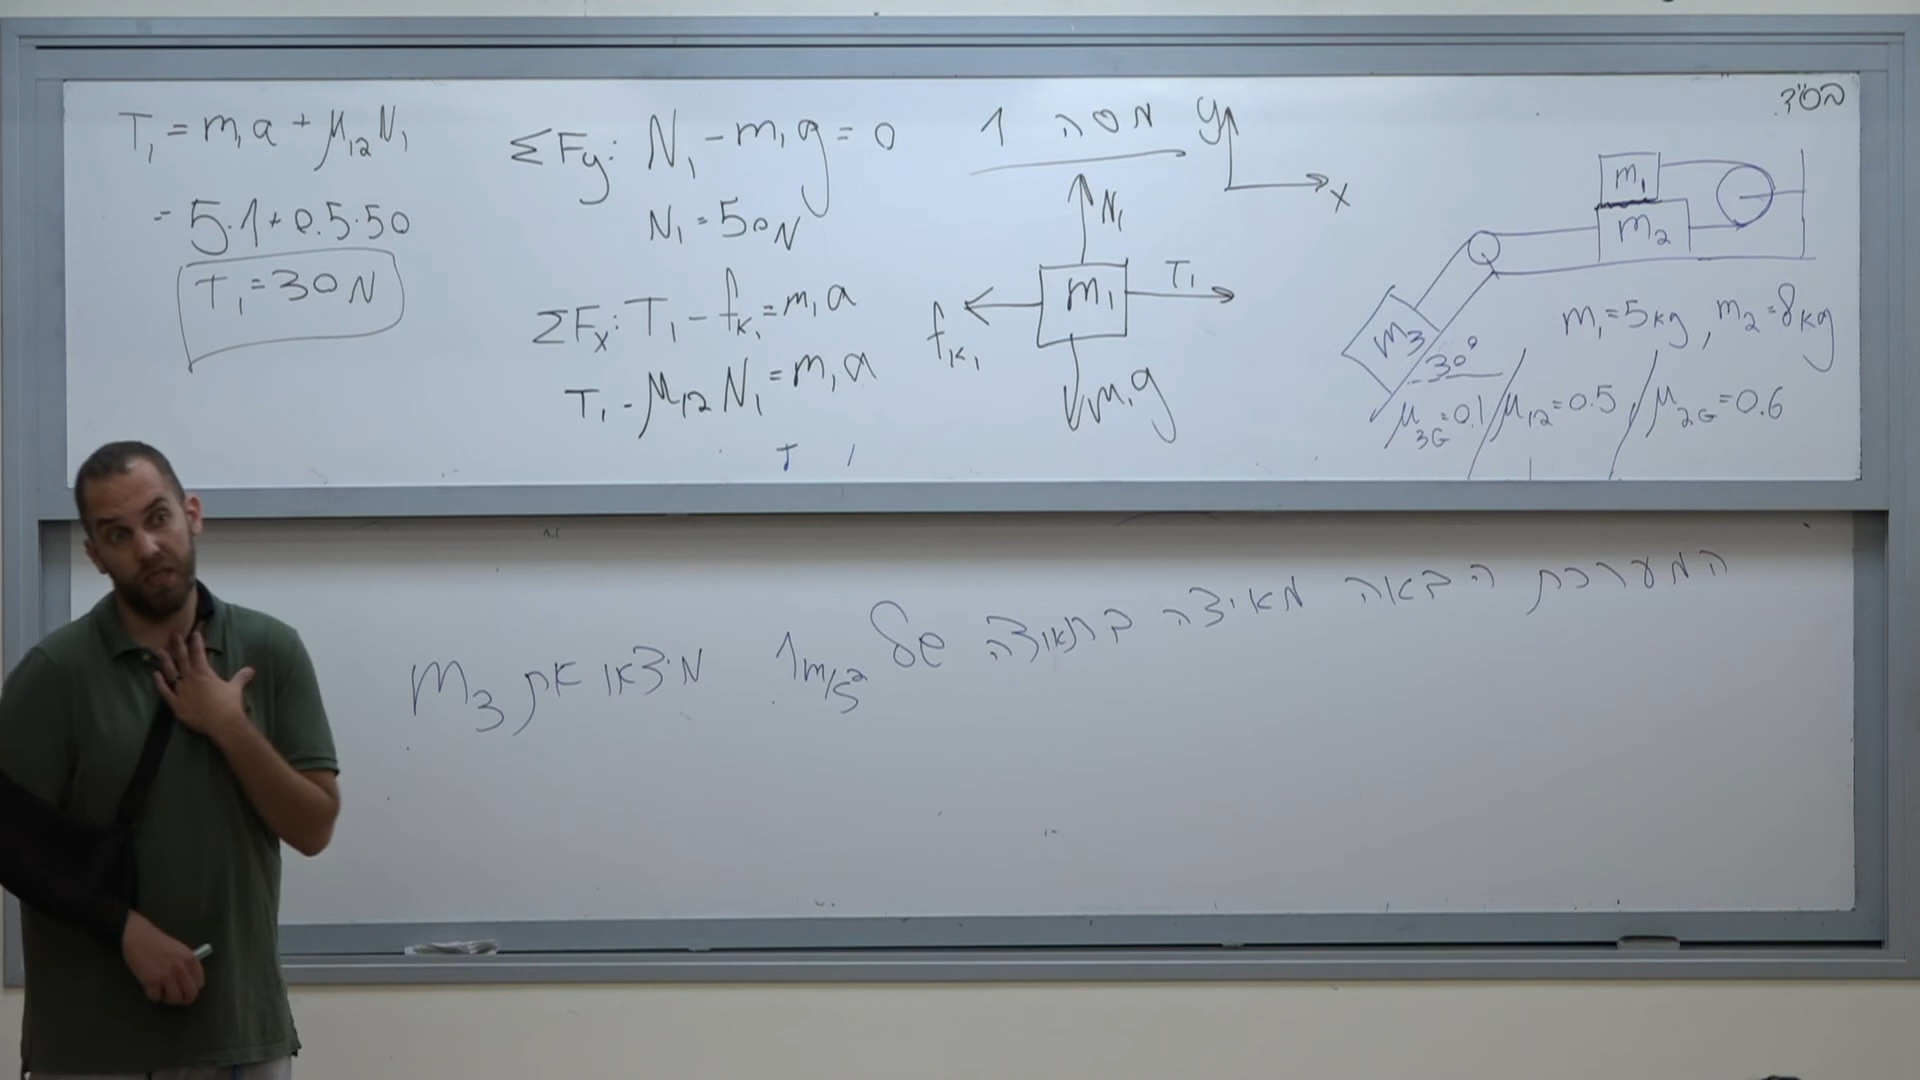 בס"ד
m₁
m₂
m₃
30°
m₁=5kg, m₂=8kg
μ₃G=0.1 / μ₁₂=0.5 / μ₂G=0.6
מסה 1
y
x
N₁
m₁
T₁
fK₁
m₁g
ΣFy: N₁-m₁g=0
N₁=50N
ΣFx: T₁-fK₁=m₁a
T₁-μ₁₂N₁=m₁a
T₁=m₁a+μ₁₂N₁
=5·1+0.5·50
T₁=30N
המערכת הבאה מאיצה בתאוצה של 1m/s² מיצאו את m₃